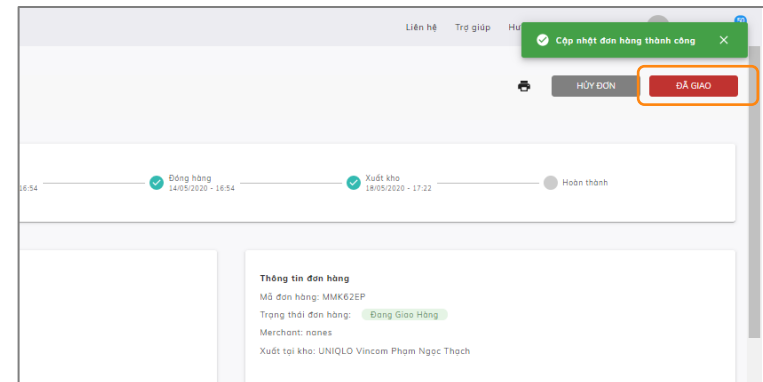 Liên hệ Trợ giúp
Cập nhật đơn hàng thành công
50
HỦY ĐƠN
ĐÃ GIAO
16:54
Đóng hàng
14/05/2020 - 16:54
Xuất kho
18/05/2020 - 17:22
Hoàn thành
Thông tin đơn hàng
Mã đơn hàng: MMK62EP
Trạng thái đơn hàng: Đang Giao Hàng
Merchant: nanes
Xuất tại kho: UNIQLO Vincom Phạm Ngọc Thạch